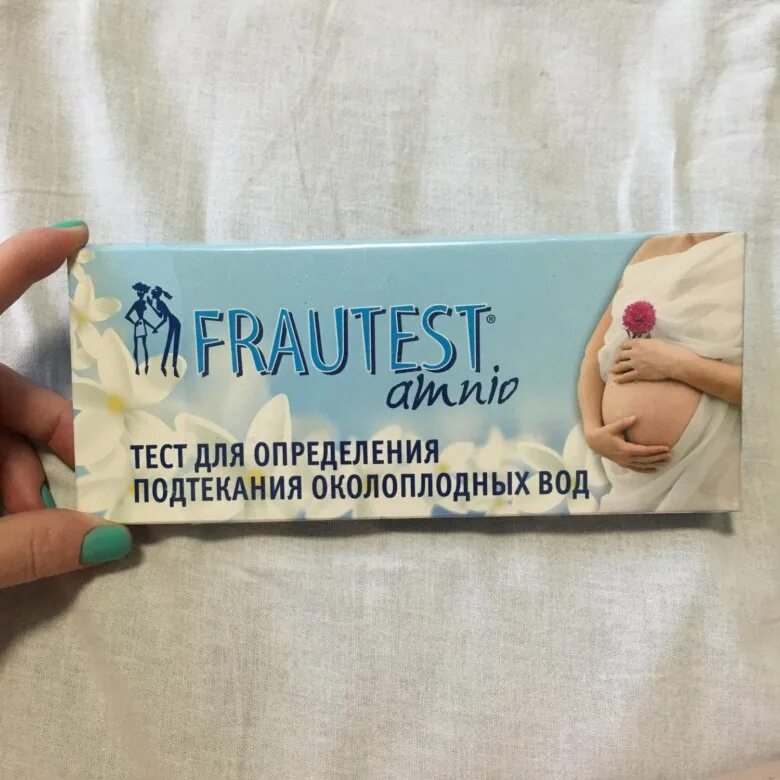 FRAUTEST®
amnio
ТЕСТ ДЛЯ ОПРЕДЕЛЕНИЯ
ПОДТЕКАНИЯ ОКОЛОПЛОДНЫХ ВОД